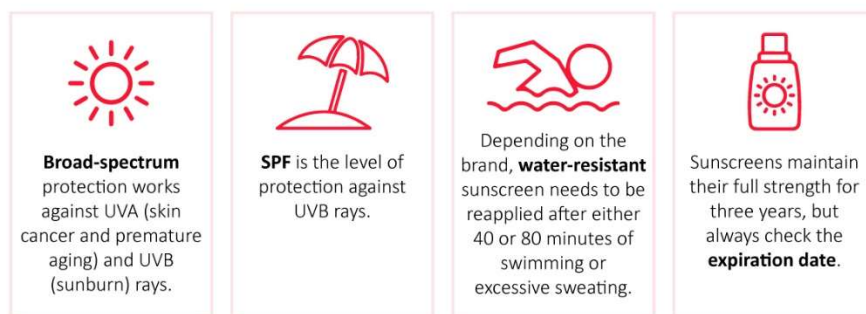 Broad-spectrum
protection works
against UVA (skin
cancer and premature
aging) and UVB
(sunburn) rays.
SPF is the level of
protection against
UVB rays.
Depending on the
brand, water-resistant
sunscreen needs to be
reapplied after either
40 or 80 minutes of
swimming or
excessive sweating.
Sunscreens maintain
their full strength for
three years, but
always check the
expiration date.